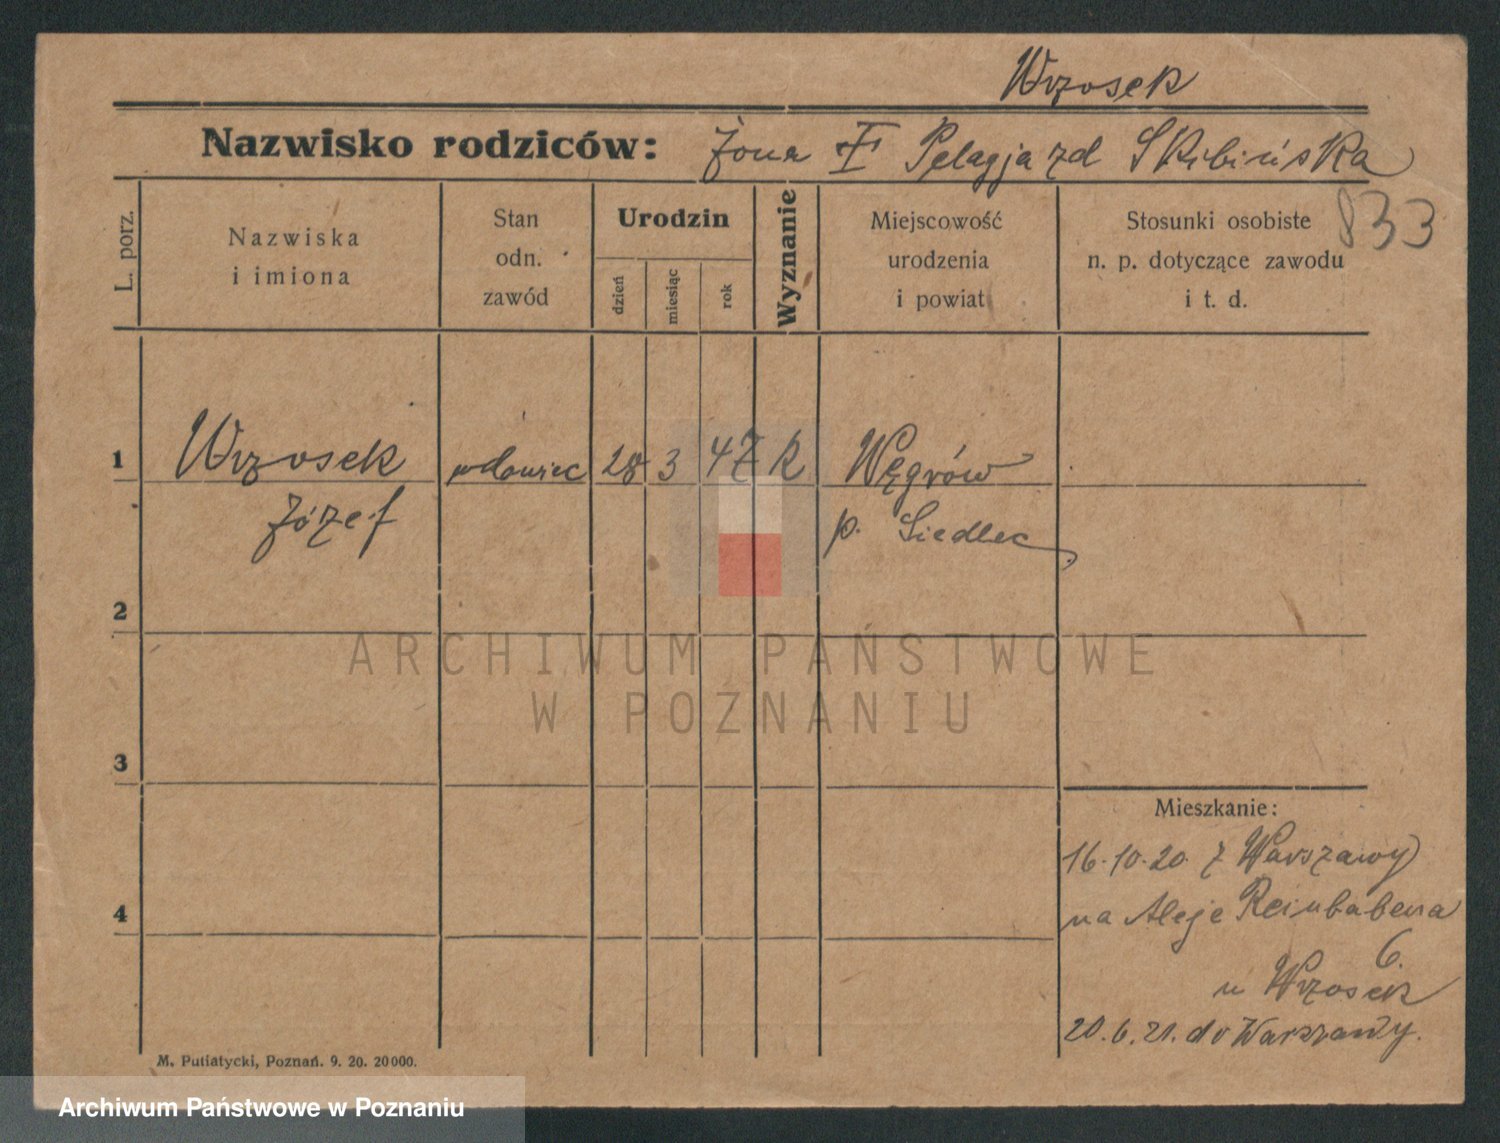 Wrzosek
Nazwisko rodziców: żona I Pelagja zd Skibińska
833
L. porz.
Nazwiska
i imiona
Stan
odn.
zawód
Urodzin
dzień
miesiąc
rok
Wyznanie
Miejscowość
urodzenia
i powiat
Stosunki osobiste
n. p. dotyczące zawodu
i t. d.
1 Wrzosek wdowiec 28 3 47 R Węgrów
Józef p. Siedlec
2
ARCHIWUM PAŃSTWOWE
W POZNANIU
3
Mieszkanie:
16.10.20 z Warszawy
na Aleje Reinbabena
6.
u Wrzosek
20.6.21. do Warszawy.
4
M. Putiatycki, Poznań. 9. 20. 20000.
Archiwum Państwowe w Poznaniu